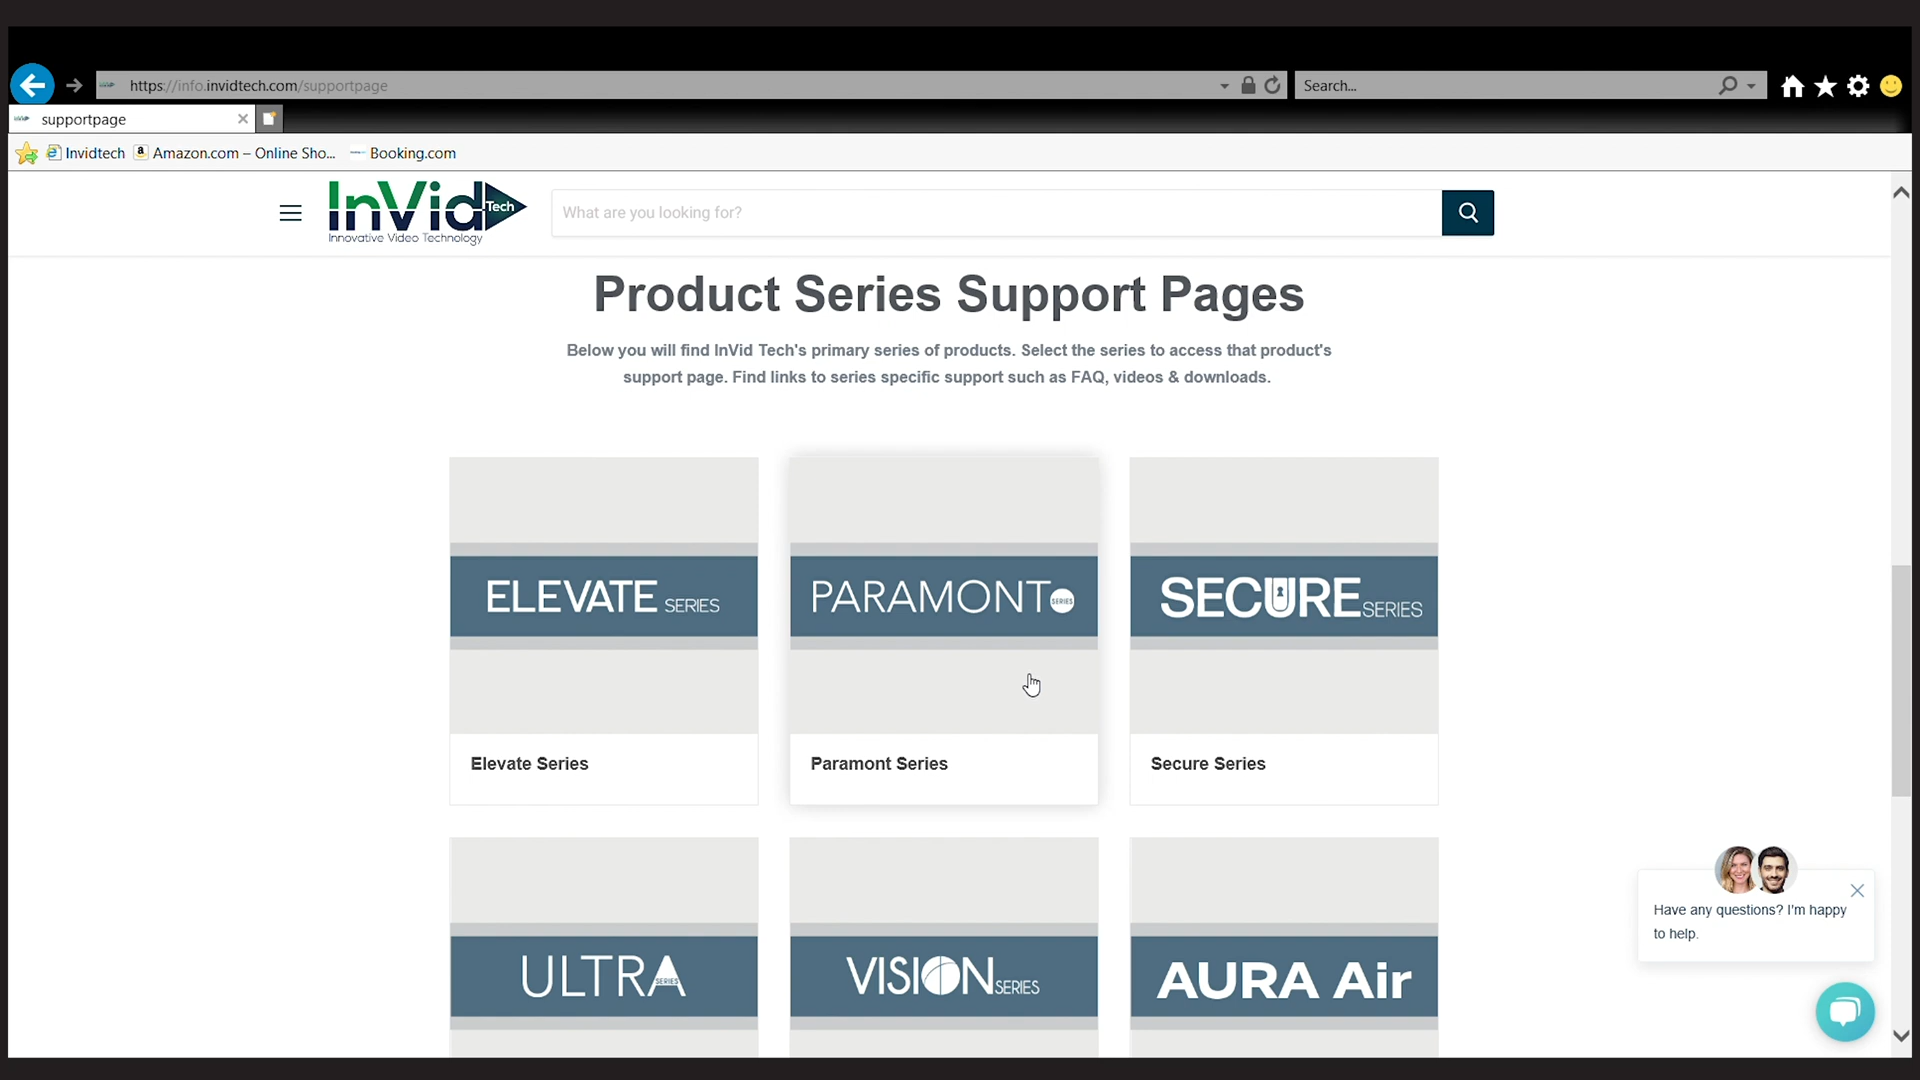 https://info.invidtech.com/supportpage
Search...
supportpage
Invidtech
Amazon.com – Online Sho...
Booking.com
InVid Tech
Innovative Video Technology
What are you looking for?
Product Series Support Pages
Below you will find InVid Tech's primary series of products. Select the series to access that product's
support page. Find links to series specific support such as FAQ, videos & downloads.
ELEVATE SERIES
PARAMONT SERIES
SECURE SERIES
Elevate Series
Paramont Series
Secure Series
ULTRA SERIES
VISION SERIES
AURA Air
Have any questions? I'm happy
to help.